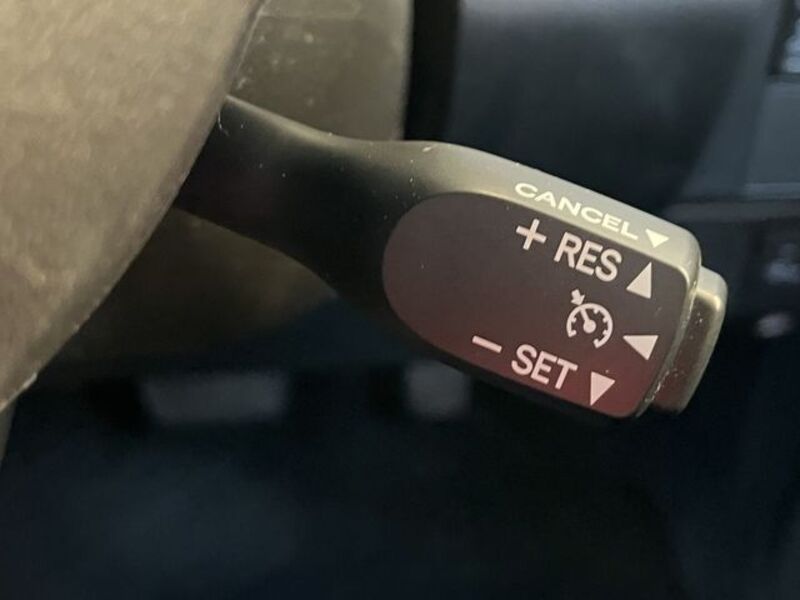 CANCEL
+ RES
- SET